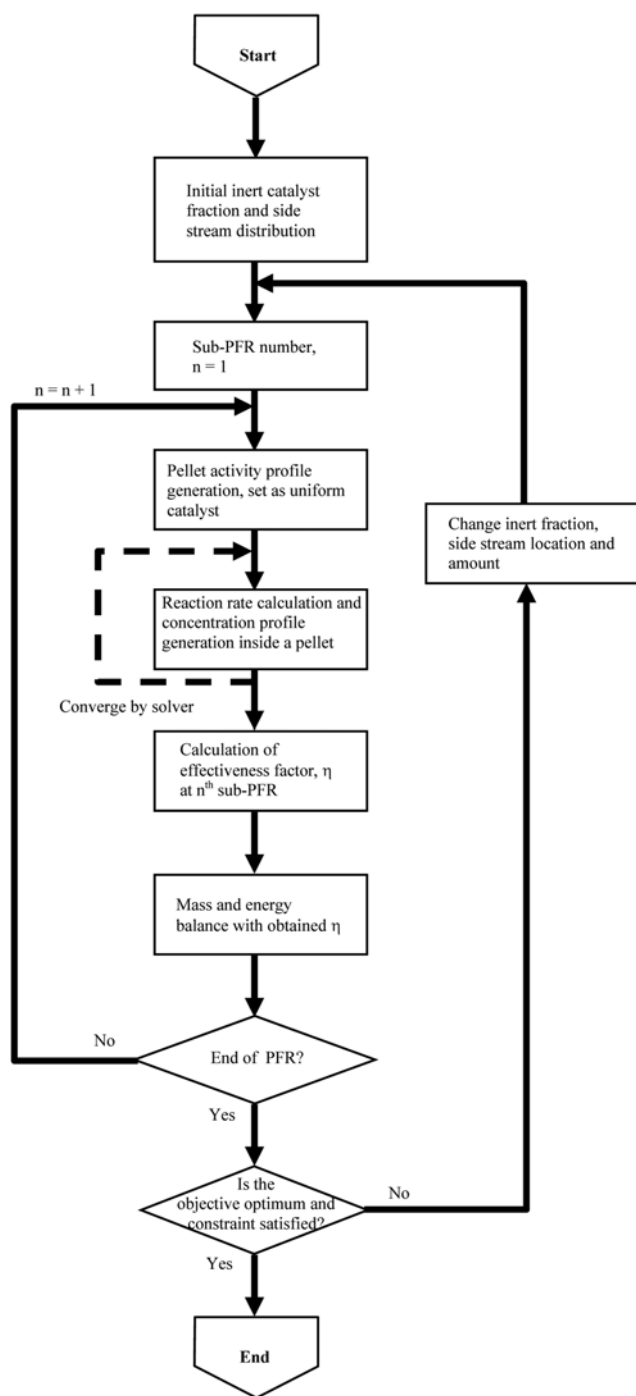 Start
Initial inert catalyst
fraction and side
stream distribution
Sub-PFR number,
n = 1
n = n + 1
Pellet activity profile
generation, set as uniform
catalyst
Change inert fraction,
side stream location and
amount
Reaction rate calculation and
concentration profile
generation inside a pellet
Converge by solver
Calculation of
effectiveness factor, η
at nth sub-PFR
Mass and energy
balance with obtained η
No
End of PFR?
Yes
Is the
objective optimum and
constraint satisfied?
No
Yes
End